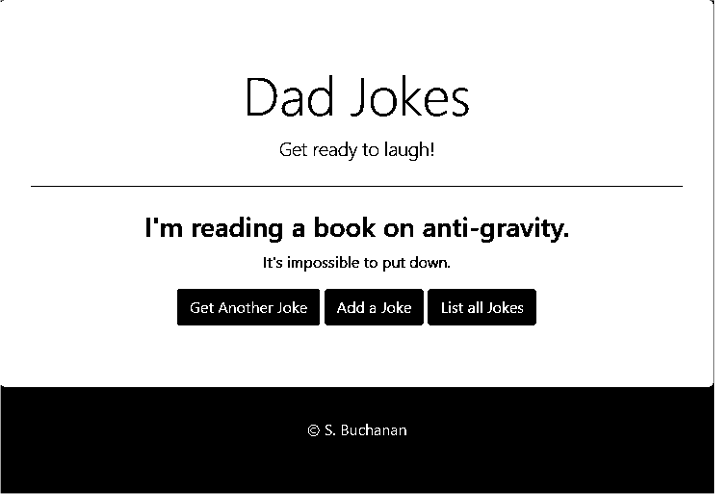 Dad Jokes
Get ready to laugh!
I'm reading a book on anti-gravity.
It's impossible to put down.
Get Another Joke Add a Joke List all Jokes
© S. Buchanan